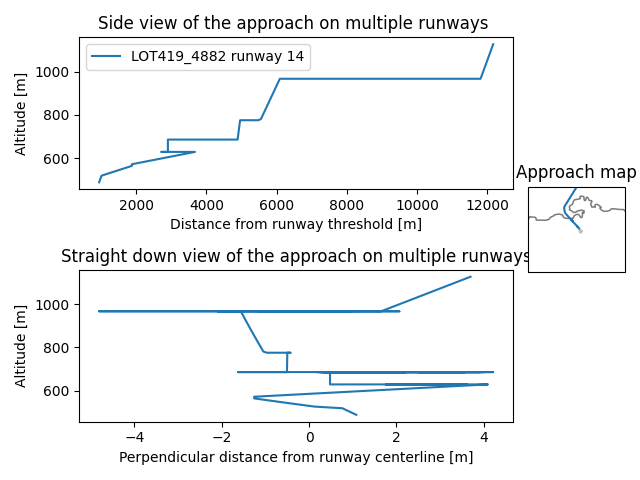 Side view of the approach on multiple runways
LOT419_4882 runway 14
1000
800
600
Altitude [m]
2000 4000 6000 8000 10000 12000
Distance from runway threshold [m]
Approach map
Straight down view of the approach on multiple runways
1000
800
600
Altitude [m]
−4 −2 0 2 4
Perpendicular distance from runway centerline [m]